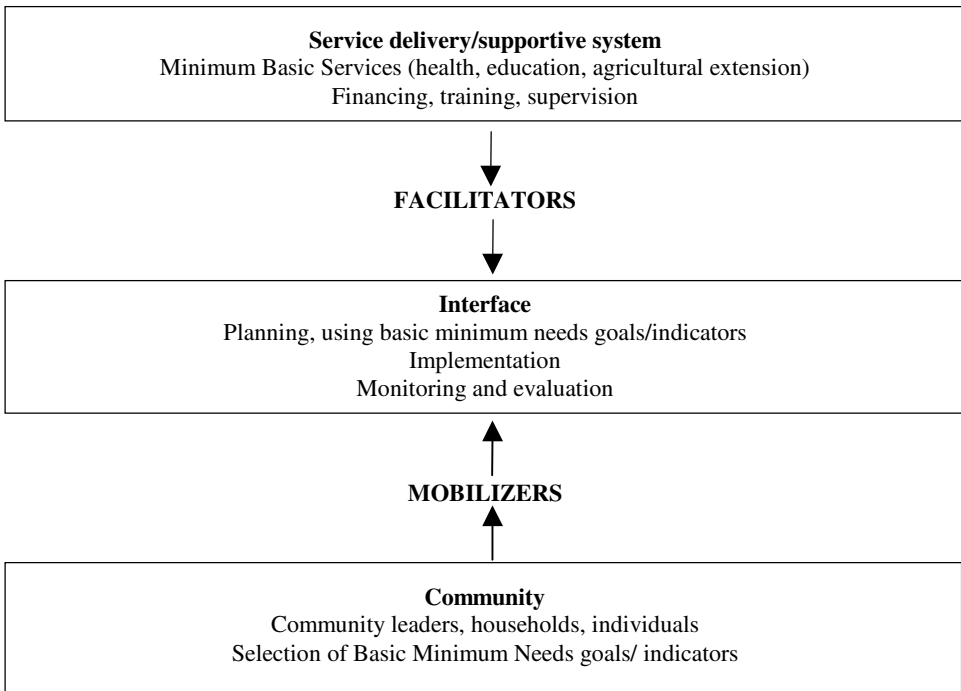 Service delivery/supportive system
Minimum Basic Services (health, education, agricultural extension)
Financing, training, supervision
FACILITATORS
Interface
Planning, using basic minimum needs goals/indicators
Implementation
Monitoring and evaluation
MOBILIZERS
Community
Community leaders, households, individuals
Selection of Basic Minimum Needs goals/ indicators